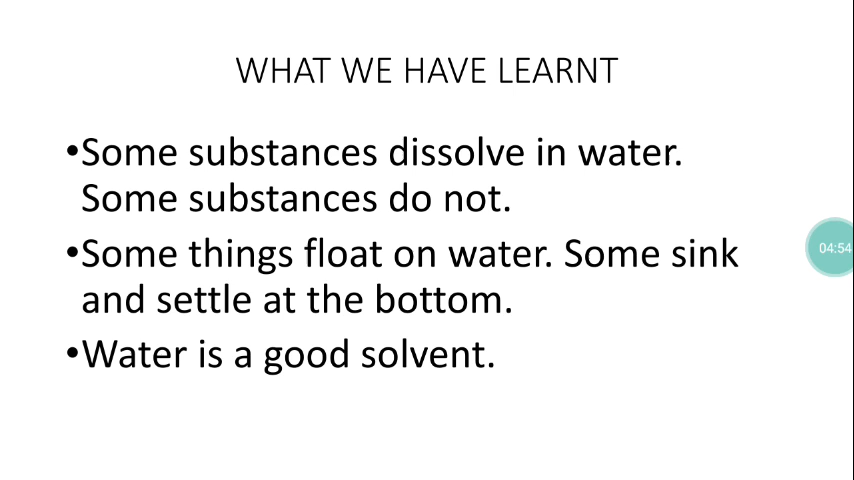 WHAT WE HAVE LEARNT
•Some substances dissolve in water.
Some substances do not.
•Some things float on water. Some sink
and settle at the bottom.
•Water is a good solvent.
04:54